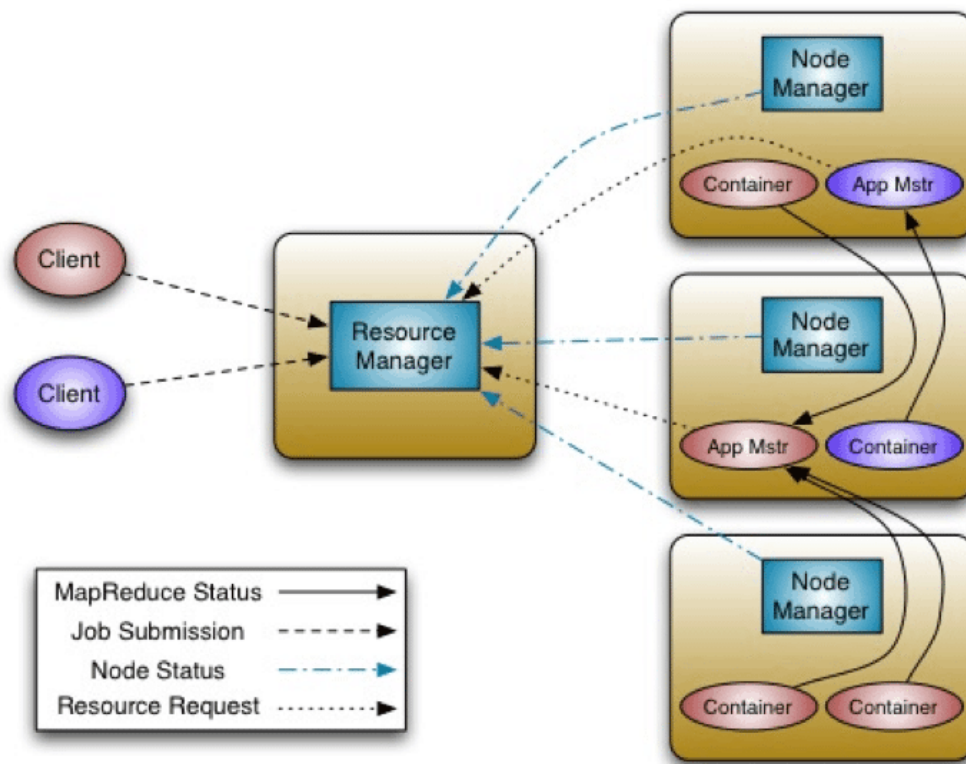 Node
Manager
Container
App Mstr
Client
Resource
Manager
Client
Node
Manager
App Mstr
Container
Node
Manager
Container
Container
MapReduce Status
Job Submission
Node Status
Resource Request